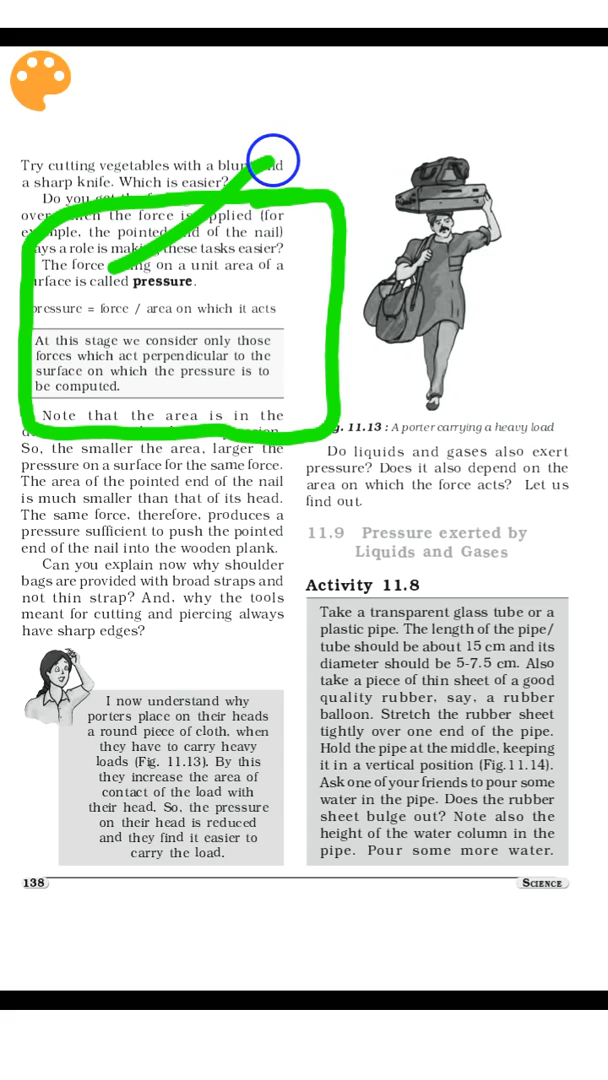 Try cutting vegetables with a blunt and
a sharp knife. Which is easier?
Do you get the
over which the force is applied (for
example, the pointed end of the nail)
plays a role is making these tasks easier?
The force acting on a unit area of a
surface is called pressure.
pressure = force / area on which it acts
At this stage we consider only those
forces which act perpendicular to the
surface on which the pressure is to
be computed.
Note that the area is in the
So, the smaller the area, larger the
pressure on a surface for the same force.
The area of the pointed end of the nail
is much smaller than that of its head.
The same force, therefore, produces a
pressure sufficient to push the pointed
end of the nail into the wooden plank.
Can you explain now why shoulder
bags are provided with broad straps and
not thin strap? And, why the tools
meant for cutting and piercing always
have sharp edges?
I now understand why
porters place on their heads
a round piece of cloth, when
they have to carry heavy
loads (Fig. 11.13). By this
they increase the area of
contact of the load with
their head. So, the pressure
on their head is reduced
and they find it easier to
carry the load.
Fig. 11.13 : A porter carrying a heavy load
Do liquids and gases also exert
pressure? Does it also depend on the
area on which the force acts? Let us
find out.
11.9 Pressure exerted by
Liquids and Gases
Activity 11.8
Take a transparent glass tube or a
plastic pipe. The length of the pipe/
tube should be about 15 cm and its
diameter should be 5-7.5 cm. Also
take a piece of thin sheet of a good
quality rubber, say, a rubber
balloon. Stretch the rubber sheet
tightly over one end of the pipe.
Hold the pipe at the middle, keeping
it in a vertical position (Fig.11.14).
Ask one of your friends to pour some
water in the pipe. Does the rubber
sheet bulge out? Note also the
height of the water column in the
pipe. Pour some more water.
138
SCIENCE